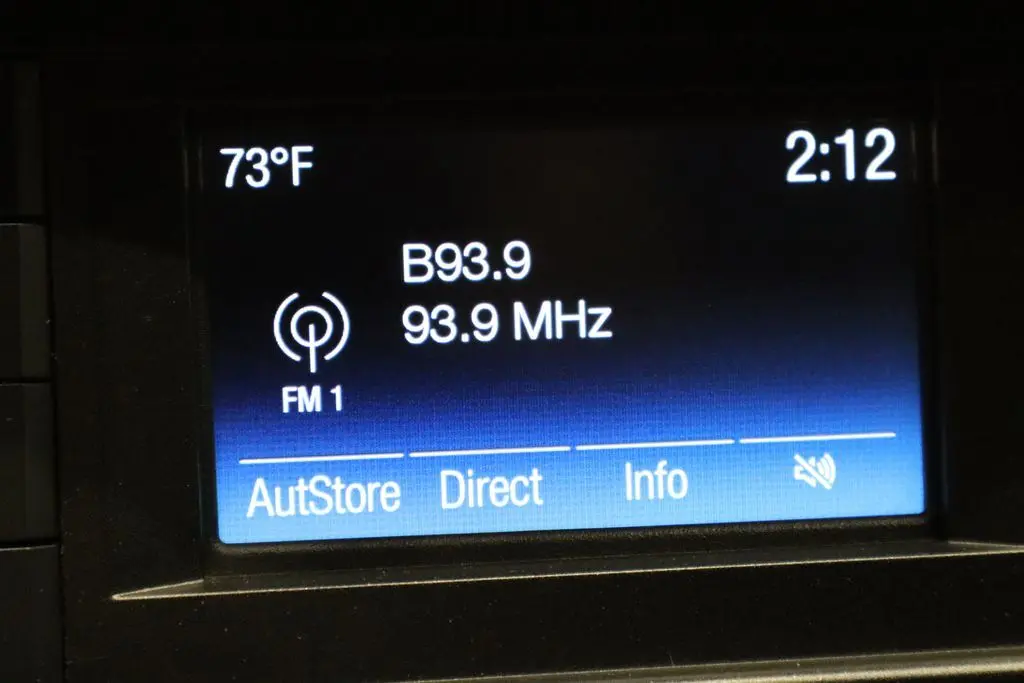 73°F 2:12
B93.9
93.9 MHz
FM 1
AutStore Direct Info